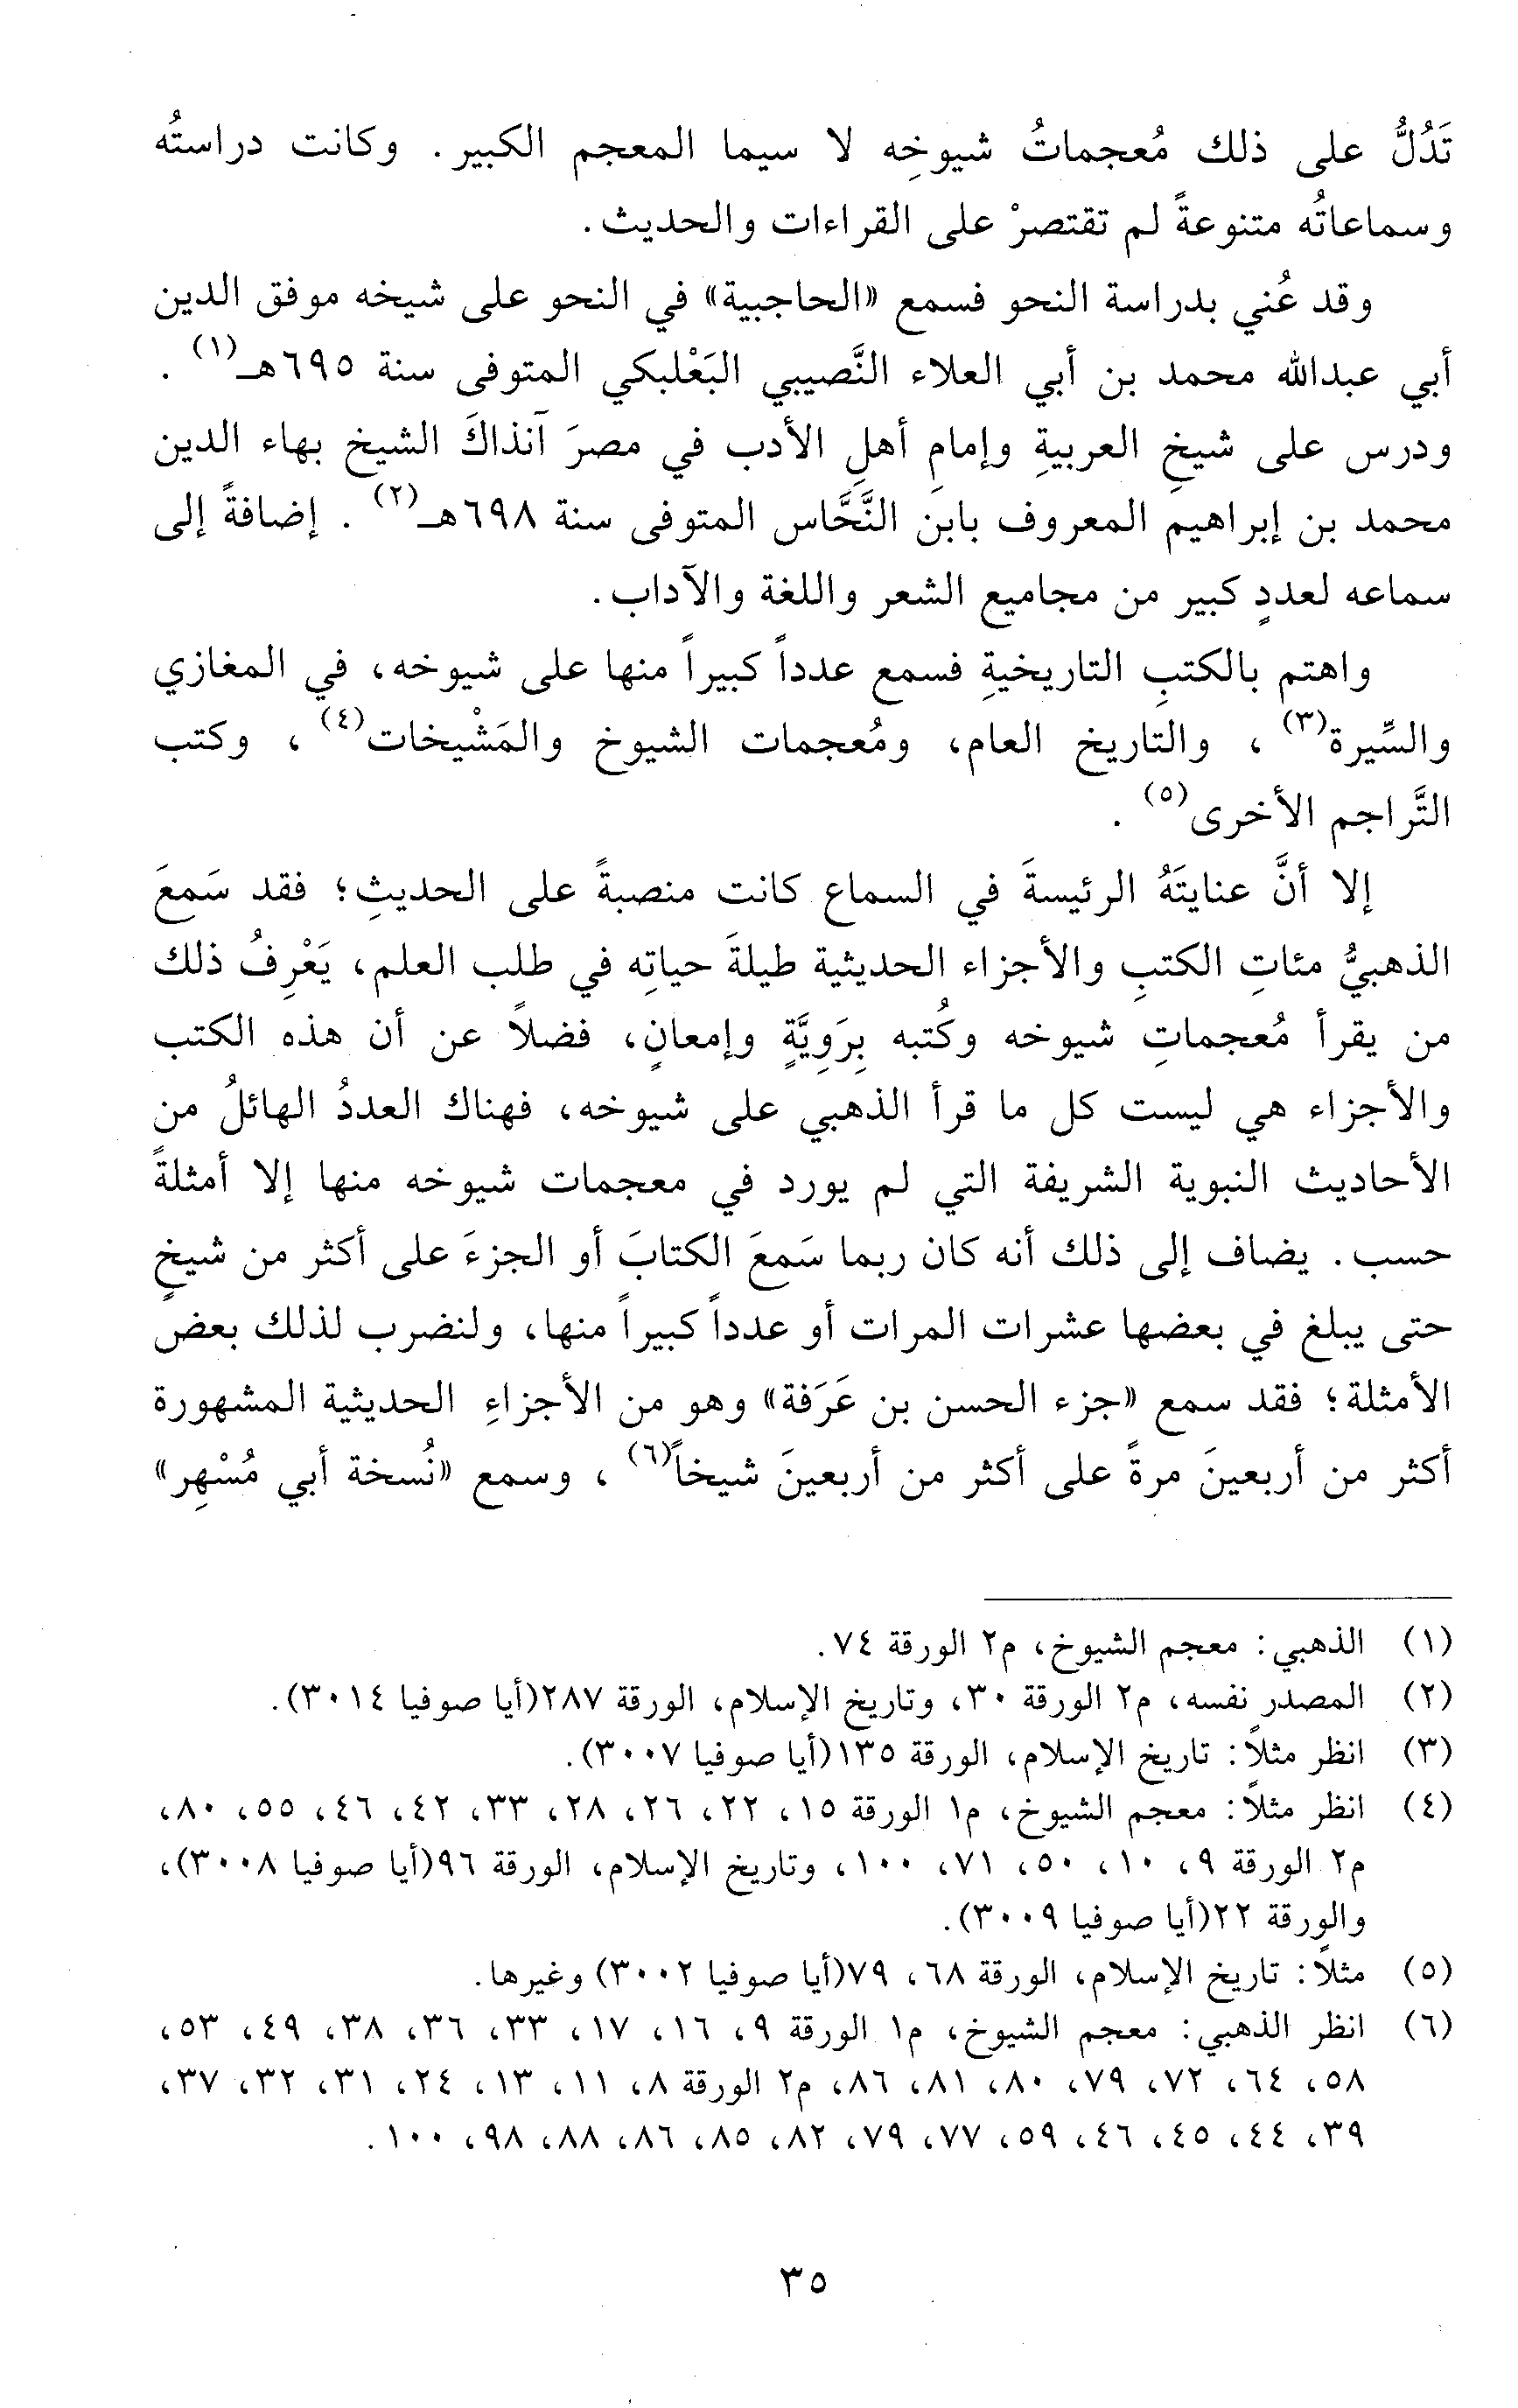 تَدُلُّ على ذلك مُعجماتُ شيوخِه لا سيما المعجم الكبير. وكانت دراستُه
وسماعاتُه متنوعةً لم تقتصرْ على القراءات والحديث.
وقد عُني بدراسة النحو فسمع «الحاجبية» في النحو على شيخه موفق الدين
أبي عبدالله محمد بن أبي العلاء النَّصيبي البَعْلبكي المتوفى سنة ٦٩٥هـ(١) .
ودرس على شيخِ العربيةِ وإمامِ أهلِ الأدب في مصرَ آنذاكَ الشيخ بهاء الدين
محمد بن إبراهيم المعروف بابن النَّحَّاس المتوفى سنة ٦٩٨هـ(٢) . إضافةً إلى
سماعه لعددٍ كبير من مجاميع الشعر واللغة والآداب.
واهتم بالكتبِ التاريخيةِ فسمع عدداً كبيراً منها على شيوخه، في المغازي
والسِّيرة(٣) ، والتاريخ العام، ومُعجمات الشيوخ والمَشْيخات(٤) ، وكتب
التَّراجم الأخرى(٥) .
إلا أنَّ عنايتَهُ الرئيسةَ في السماع كانت منصبةً على الحديثِ؛ فقد سَمعَ
الذهبيُّ مئاتِ الكتبِ والأجزاء الحديثية طيلةَ حياتِه في طلب العلم، يَعْرِفُ ذلك
من يقرأ مُعجماتِ شيوخه وكُتبه بِرَوِيَّةٍ وإمعانٍ، فضلاً عن أن هذه الكتب
والأجزاء هي ليست كل ما قرأ الذهبي على شيوخه، فهناك العددُ الهائلُ من
الأحاديث النبوية الشريفة التي لم يورد في معجمات شيوخه منها إلا أمثلةً
حسب. يضاف إلى ذلك أنه كان ربما سَمعَ الكتابَ أو الجزءَ على أكثر من شيخٍ
حتى يبلغ في بعضها عشرات المرات أو عدداً كبيراً منها، ولنضرب لذلك بعض
الأمثلة؛ فقد سمع «جزء الحسن بن عَرَفة» وهو من الأجزاءِ الحديثية المشهورة
أكثر من أربعينَ مرةً على أكثر من أربعينَ شيخاً(٦) ، وسمع «نُسخة أبي مُسْهِر»
(١) الذهبي: معجم الشيوخ، م٢ الورقة ٧٤.
(٢) المصدر نفسه، م٢ الورقة ٣٠، وتاريخ الإسلام، الورقة ٢٨٧(أيا صوفيا ٣٠١٤).
(٣) انظر مثلاً: تاريخ الإسلام، الورقة ١٣٥(أيا صوفيا ٣٠٠٧).
(٤) انظر مثلاً: معجم الشيوخ، م١ الورقة ١٥، ٢٢، ٢٦، ٢٨، ٣٣، ٤٢، ٤٦، ٥٥، ٨٠،
م٢ الورقة ٩، ١٠، ٥٠، ٧١، ١٠٠، وتاريخ الإسلام، الورقة ٩٦(أيا صوفيا ٣٠٠٨)،
والورقة ٢٢(أيا صوفيا ٣٠٠٩).
(٥) مثلاً: تاريخ الإسلام، الورقة ٦٨، ٧٩(أيا صوفيا ٣٠٠٢) وغيرها.
(٦) انظر الذهبي: معجم الشيوخ، م١ الورقة ٩، ١٦، ١٧، ٣٣، ٣٦، ٣٨، ٤٩، ٥٣،
٥٨، ٦٤، ٧٢، ٧٩، ٨٠، ٨١، ٨٦، م٢ الورقة ٨، ١١، ١٣، ٢٤، ٣١، ٣٢، ٣٧،
٣٩، ٤٤، ٤٥، ٤٦، ٥٩، ٧٧، ٧٩، ٨٢، ٨٥، ٨٦، ٨٨، ٩٨، ١٠٠.
٣٥